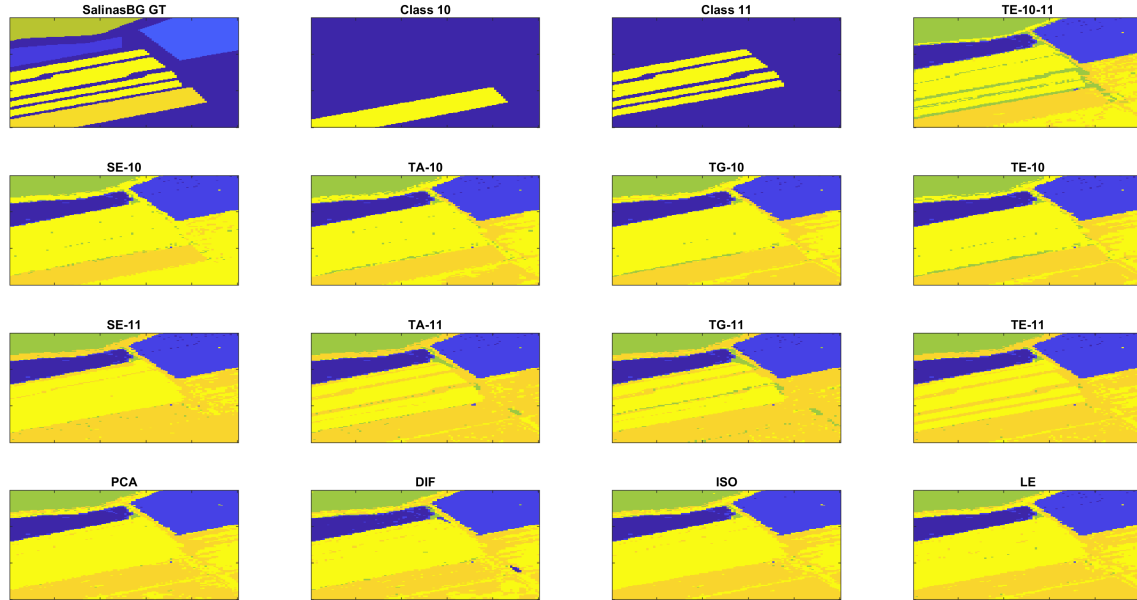 SalinasBG GT
Class 10
Class 11
TE-10-11
SE-10
TA-10
TG-10
TE-10
SE-11
TA-11
TG-11
TE-11
PCA
DIF
ISO
LE